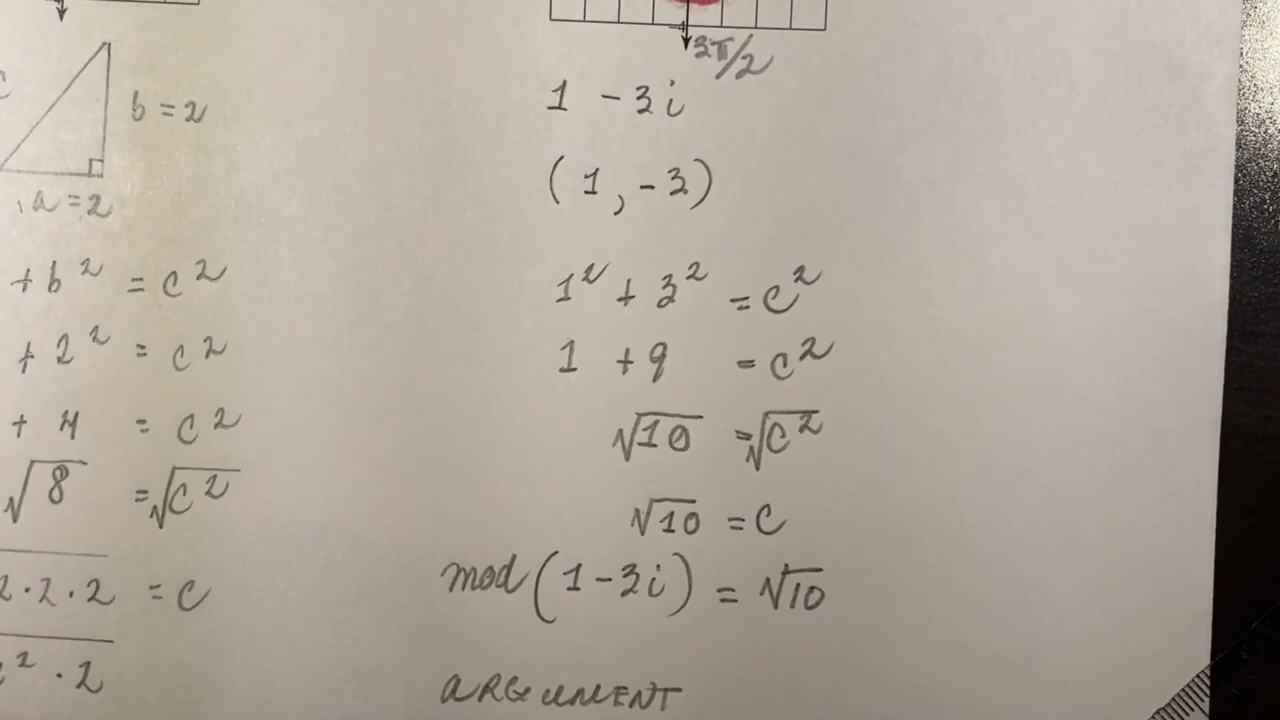 3π/2
b = 2
a = 2
+ b² = c²
+ 2² = c²
+ 4 = c²
√8 = √c²
2 · 2 · 2 = c
² · 2
1 - 3i
(1, -3)
1² + 3² = c²
1 + 9 = c²
√10 = √c²
√10 = c
mod(1 - 3i) = √10
ARGUMENT